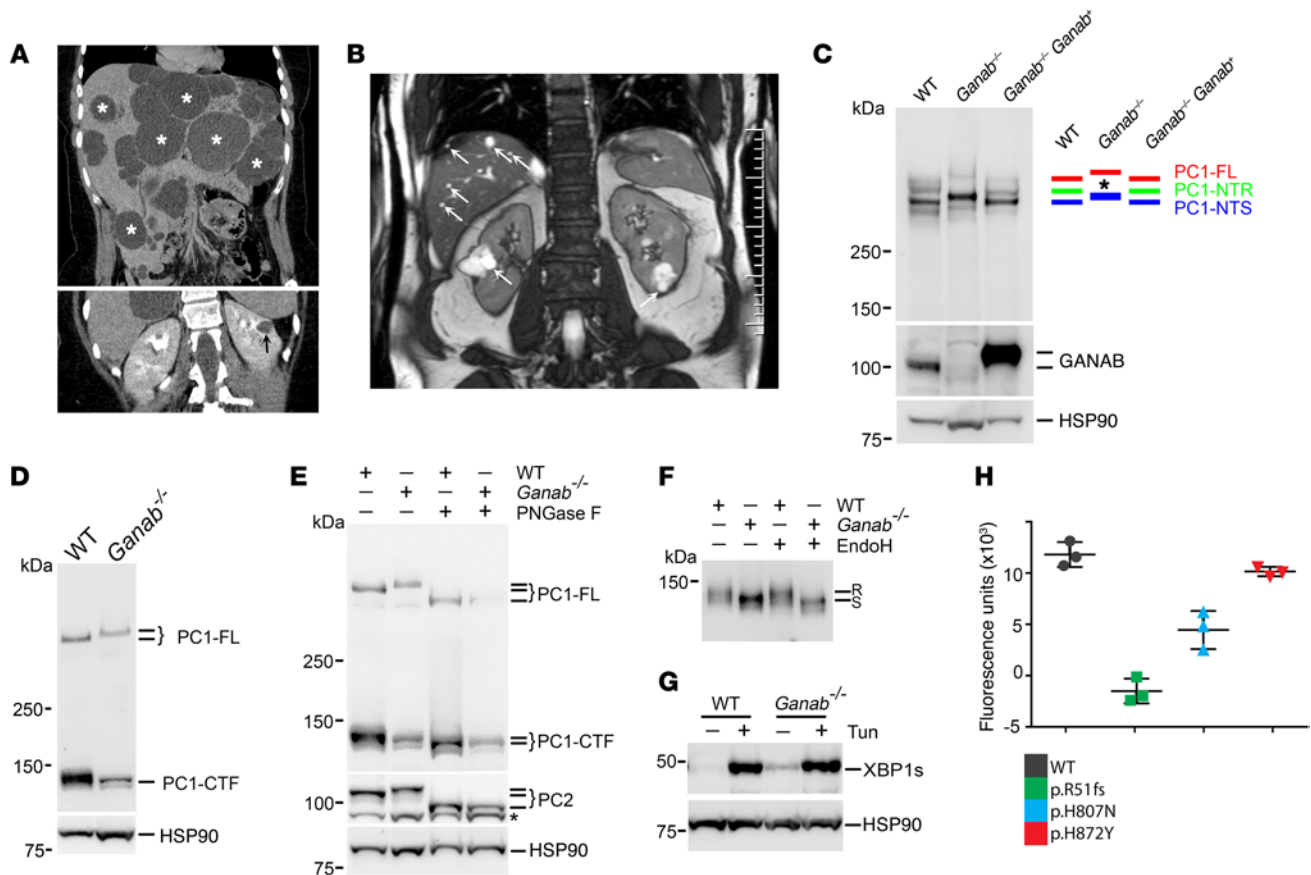 A
*
*
*
*
*
*
B
C
kDa
WT
Ganab-/-
Ganab-/- Ganab+
250
150
100
75
GANAB
HSP90
WT
Ganab-/-
Ganab-/- Ganab+
*
PC1-FL
PC1-NTR
PC1-NTS
D
WT
Ganab-/-
kDa
250
150
75
} PC1-FL
PC1-CTF
HSP90
E
+ − + − WT
− + − + Ganab-/-
− − + + PNGase F
kDa
250
150
100
75
} PC1-FL
} PC1-CTF
} PC2
*
HSP90
F
+ − + − WT
− + − + Ganab-/-
− − + + EndoH
kDa
150
R
S
G
WT Ganab-/-
− + − + Tun
50
75
XBP1s
HSP90
H
Fluorescence units (x10³)
10
5
0
-5
WT
p.R51fs
p.H807N
p.H872Y